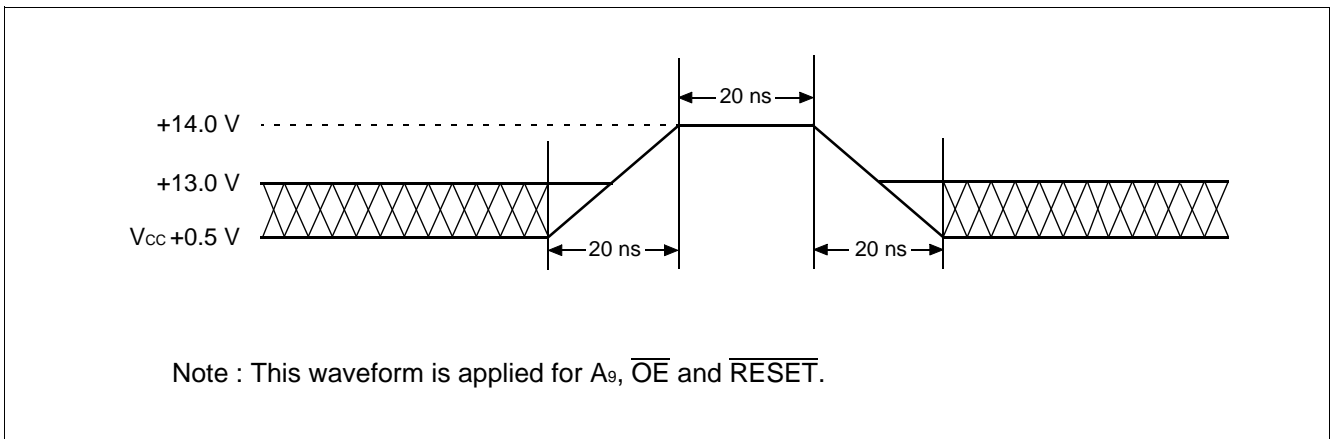 20 ns
+14.0 V
+13.0 V
VCC +0.5 V
20 ns
20 ns
Note : This waveform is applied for A9, OE and RESET.